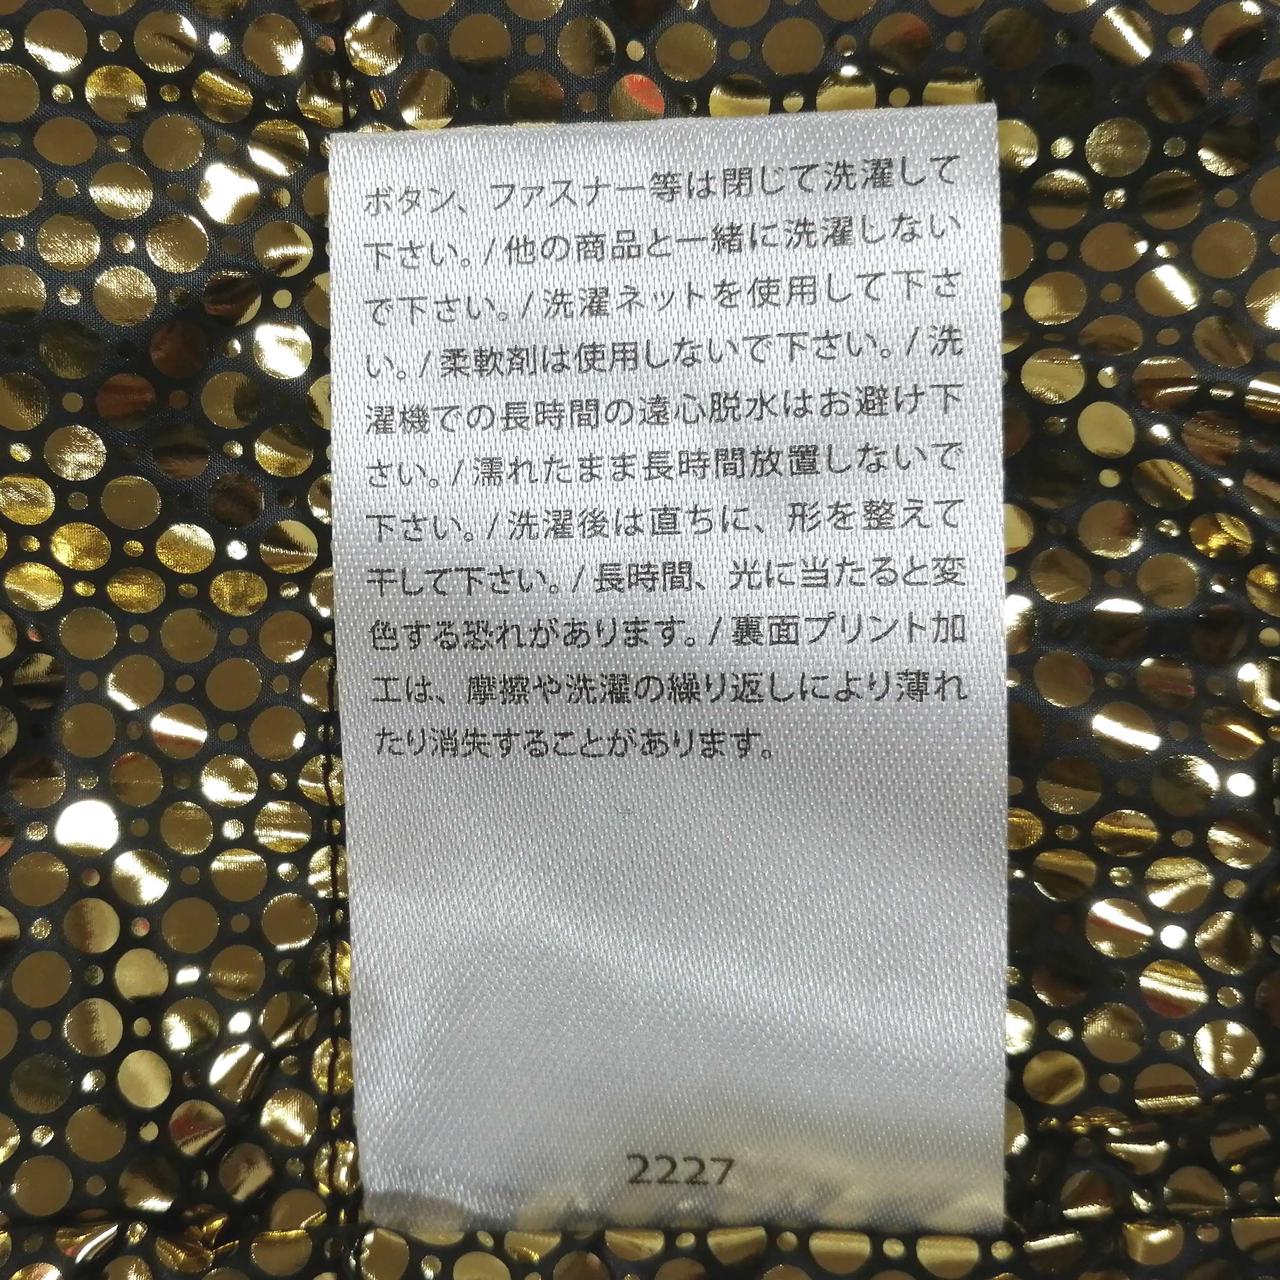 ボタン、ファスナー等は閉じて洗濯して
下さい。/他の商品と一緒に洗濯しない
で下さい。/洗濯ネットを使用して下さ
い。/柔軟剤は使用しないで下さい。/洗
濯機での長時間の遠心脱水はお避け下
さい。/濡れたまま長時間放置しないで
下さい。/洗濯後は直ちに、形を整えて
干して下さい。/長時間、光に当たると変
色する恐れがあります。/裏面プリント加
工は、摩擦や洗濯の繰り返しにより薄れ
たり消失することがあります。
2227